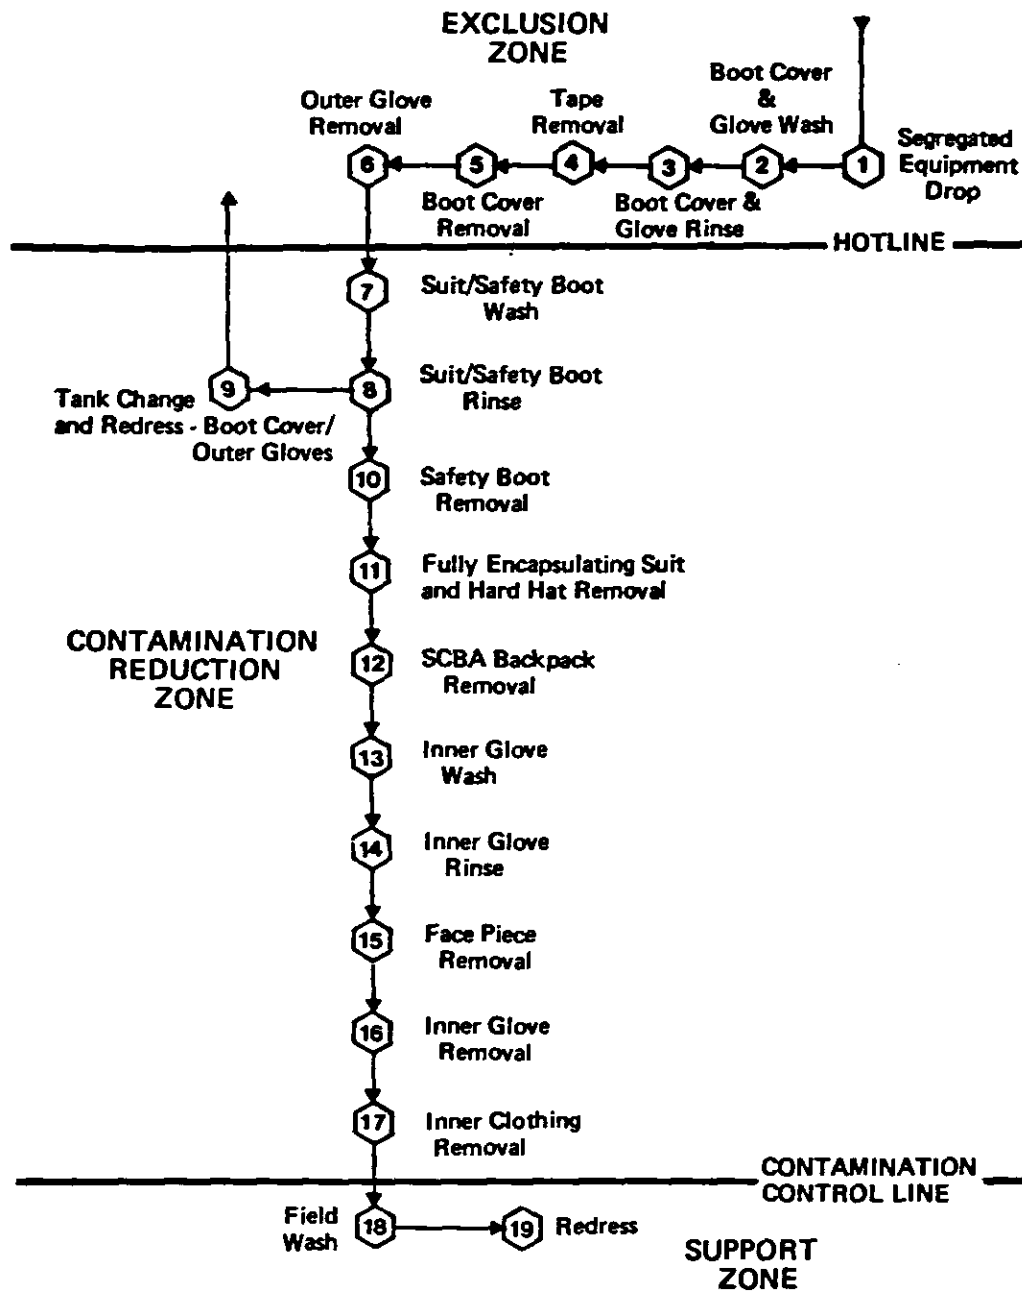 EXCLUSION
ZONE
Boot Cover
&
Glove Wash
Outer Glove
Removal
Tape
Removal
Segregated
Equipment
Drop
6
5
4
3
2
1
Boot Cover
Removal
Boot Cover &
Glove Rinse
HOTLINE
7
Suit/Safety Boot
Wash
8
Suit/Safety Boot
Rinse
9
Tank Change
and Redress - Boot Cover/
Outer Gloves
10
Safety Boot
Removal
11
Fully Encapsulating Suit
and Hard Hat Removal
CONTAMINATION
REDUCTION
ZONE
12
SCBA Backpack
Removal
13
Inner Glove
Wash
14
Inner Glove
Rinse
15
Face Piece
Removal
16
Inner Glove
Removal
17
Inner Clothing
Removal
CONTAMINATION
CONTROL LINE
Field
Wash
18
19
Redress
SUPPORT
ZONE